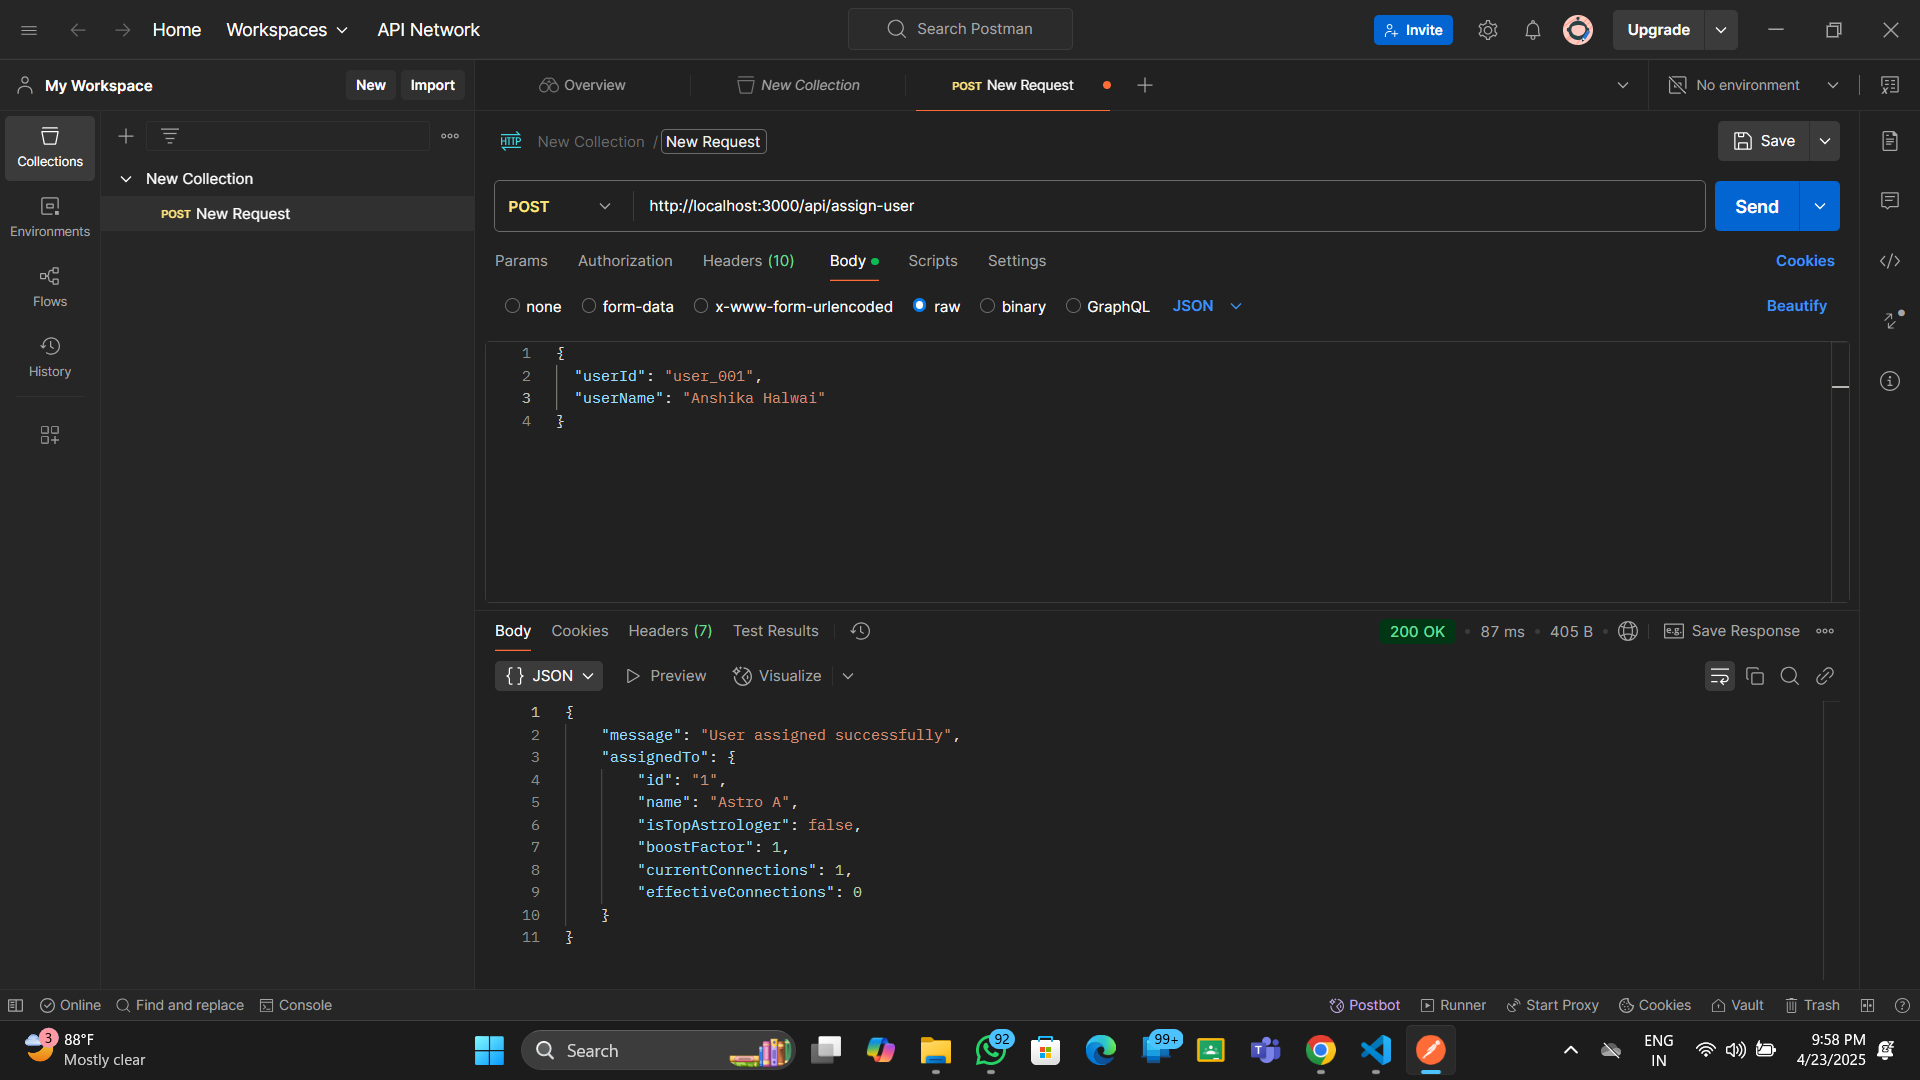 Home
Workspaces
API Network
Search Postman
Invite
Upgrade
My Workspace
New
Import
Overview
New Collection
POST New Request
No environment
Collections
Environments
Flows
History
New Collection
POST New Request
HTTP
New Collection / New Request
Save
POST
http://localhost:3000/api/assign-user
Send
Params
Authorization
Headers (10)
Body
Scripts
Settings
Cookies
none
form-data
x-www-form-urlencoded
raw
binary
GraphQL
JSON
Beautify
1 {
2 "userId": "user_001",
3 "userName": "Anshika Halwai"
4 }
Body
Cookies
Headers (7)
Test Results
200 OK
87 ms
405 B
e.g. Save Response
{} JSON
Preview
Visualize
1 {
2 "message": "User assigned successfully",
3 "assignedTo": {
4 "id": "1",
5 "name": "Astro A",
6 "isTopAstrologer": false,
7 "boostFactor": 1,
8 "currentConnections": 1,
9 "effectiveConnections": 0
10 }
11 }
Online
Find and replace
Console
Postbot
Runner
Start Proxy
Cookies
Vault
Trash
3
88°F
Mostly clear
Search
92
99+
ENG
IN
9:58 PM
4/23/2025